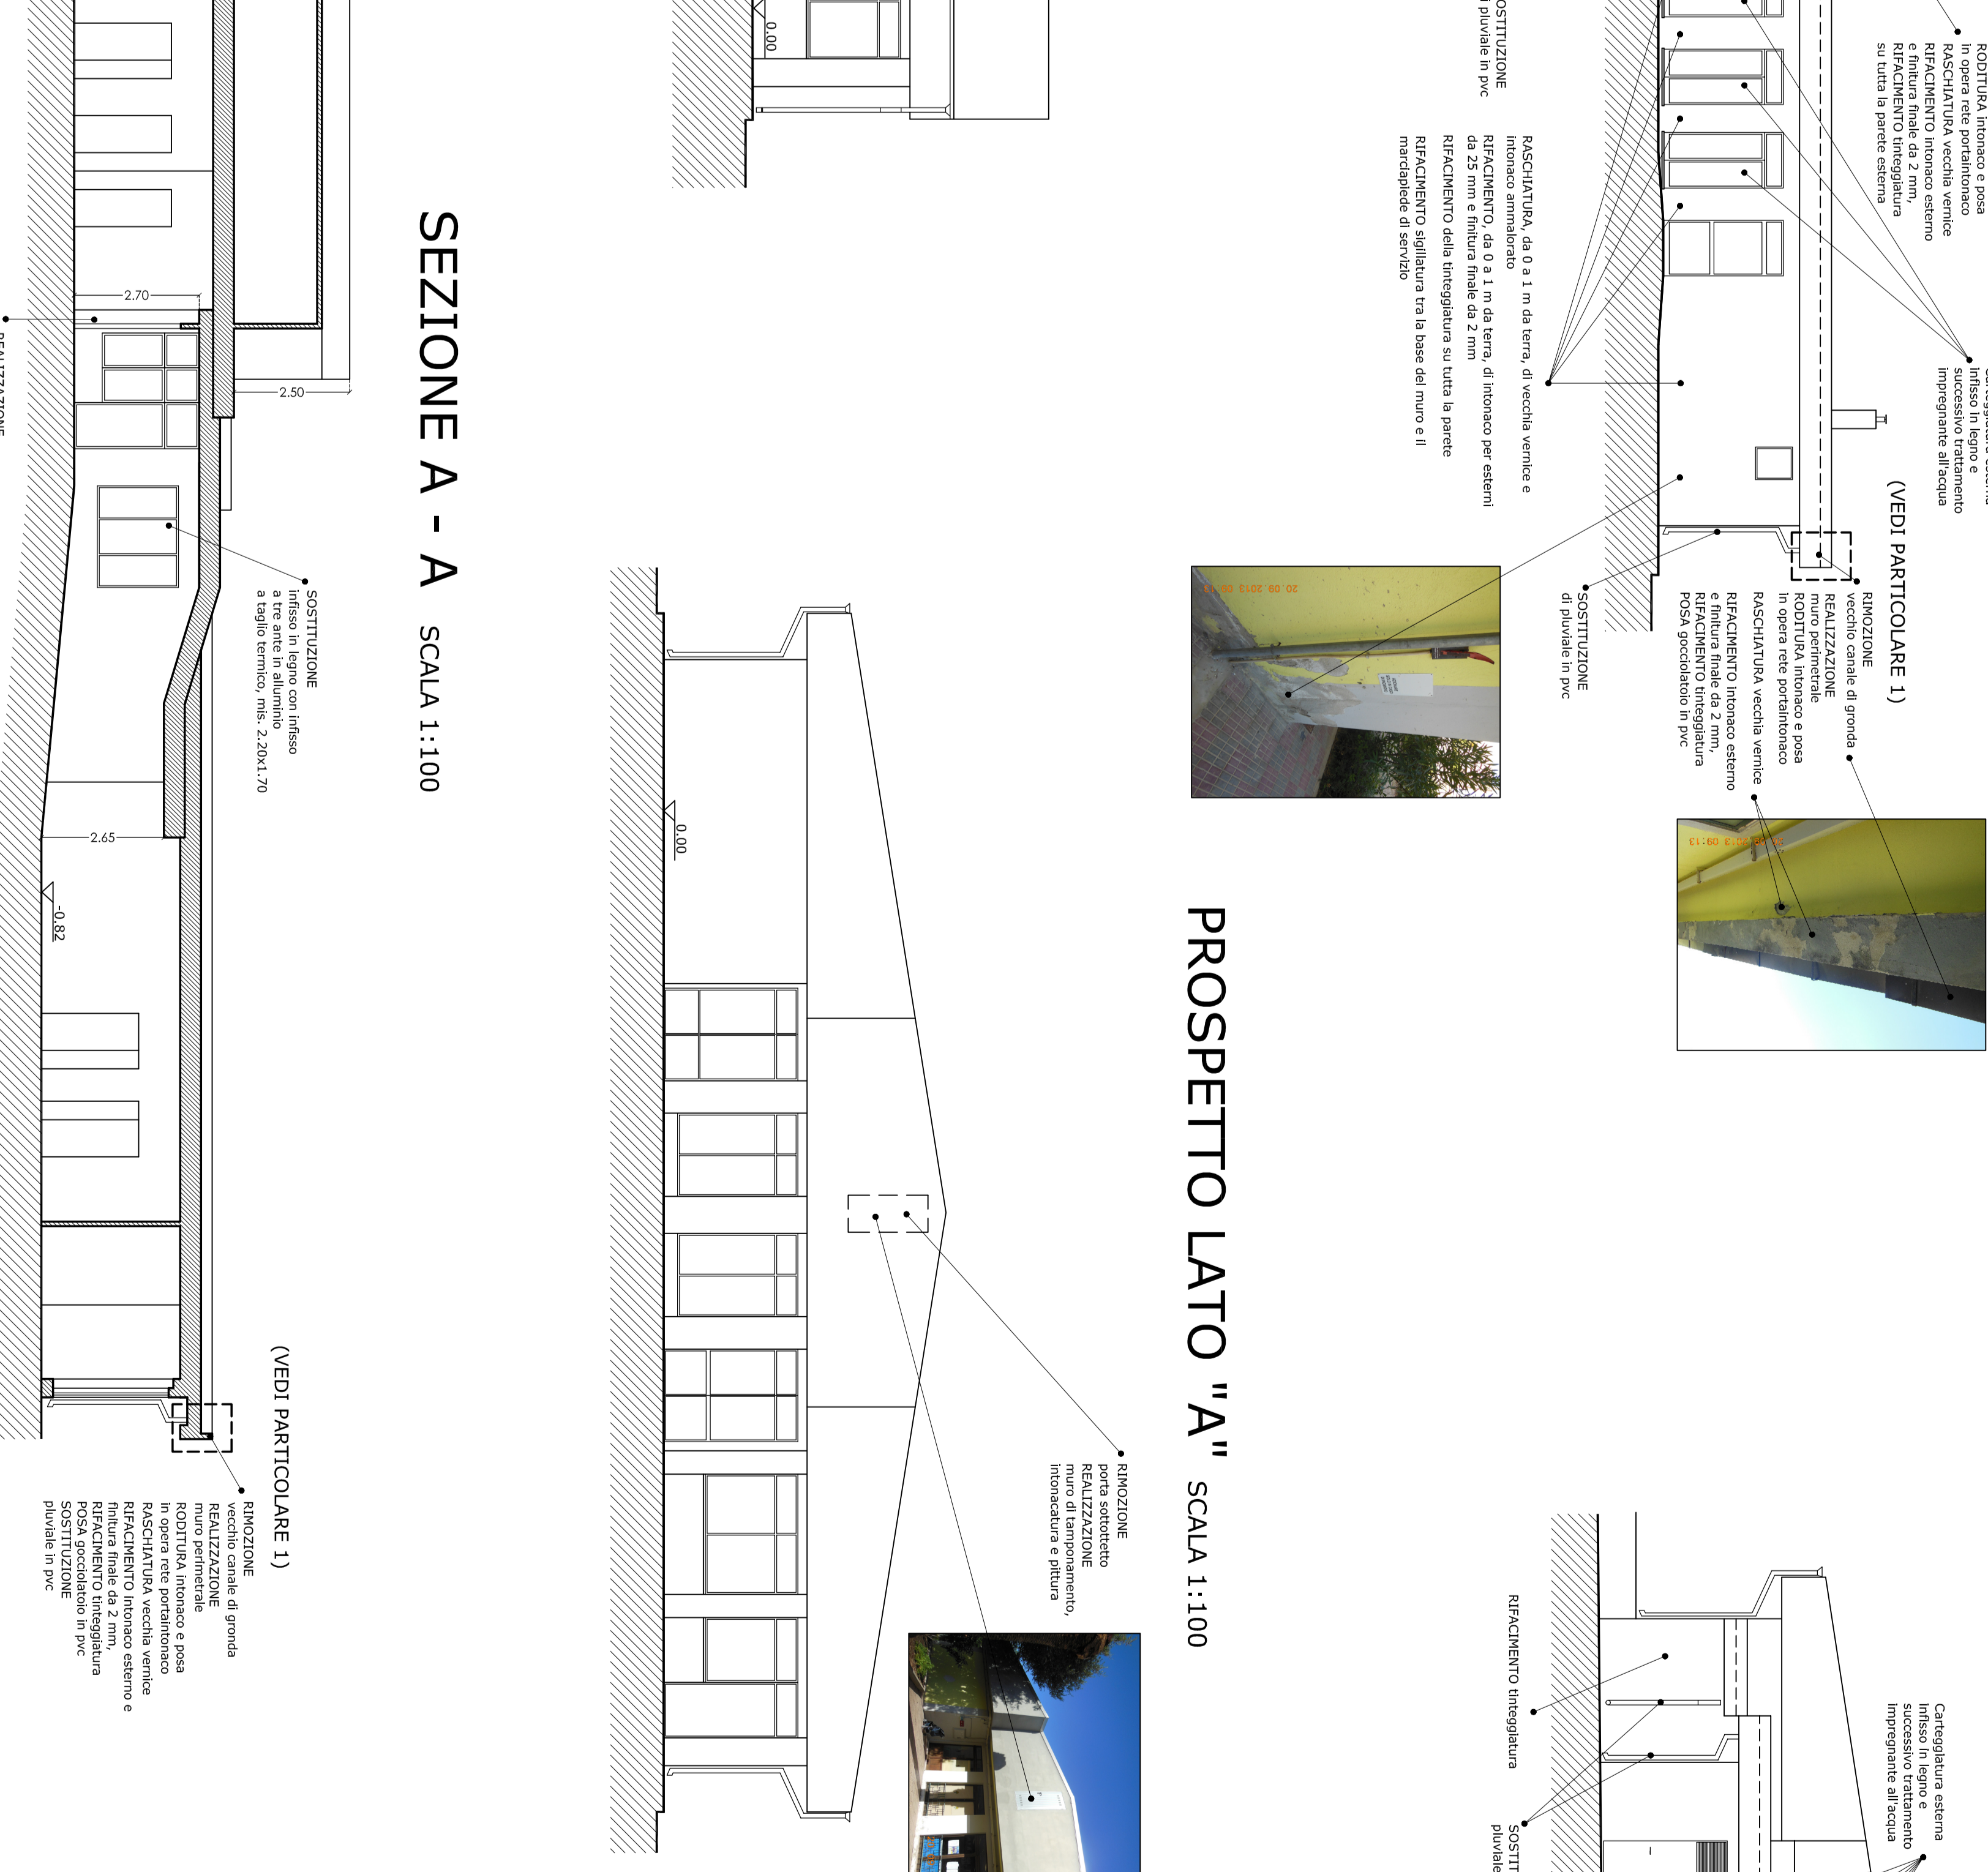 RODITURA intonaco e posa
in opera rete portaintonaco
RASCHIATURA vecchia vernice
RIFACIMENTO intonaco esterno
e finitura finale da 2 mm,
RIFACIMENTO tinteggiatura
su tutta la parete esterna
infisso in legno e
successivo trattamento
impregnante all'acqua
(VEDI PARTICOLARE 1)
RIMOZIONE
vecchio canale di gronda
REALIZZAZIONE
muro perimetrale
RODITURA intonaco e posa
in opera rete portaintonaco
RASCHIATURA vecchia vernice
RIFACIMENTO intonaco esterno
e finitura finale da 2 mm,
RIFACIMENTO tinteggiatura
POSA gocciolatoio in pvc
SOSTITUZIONE
di pluviale in pvc
OSTITUZIONE
i pluviale in pvc
RASCHIATURA, da 0 a 1 m da terra, di vecchia vernice e
intonaco ammalorato
RIFACIMENTO, da 0 a 1 m da terra, di intonaco per esterni
da 25 mm e finitura finale da 2 mm
RIFACIMENTO della tinteggiatura su tutta la parete
RIFACIMENTO sigillatura tra la base del muro e il
marciapiede di servizio
20.09.2013 09:13
2013 09:13
Carteggiatura esterna
infisso in legno e
successivo trattamento
impregnante all'acqua
RIFACIMENTO tinteggiatura
SOSTIT
pluviale
PROSPETTO LATO "A" SCALA 1:100
RIMOZIONE
porta sottotetto
REALIZZAZIONE
muro di tamponamento,
intonacatura e pittura
0.00
0.00
SEZIONE A - A SCALA 1:100
2.70
2.50
SOSTITUZIONE
infisso in legno con infisso
a tre ante in alluminio
a taglio termico, mis. 2.20x1.70
2.65
-0.82
(VEDI PARTICOLARE 1)
RIMOZIONE
vecchio canale di gronda
REALIZZAZIONE
muro perimetrale
RODITURA intonaco e posa
in opera rete portaintonaco
RASCHIATURA vecchia vernice
RIFACIMENTO intonaco esterno e
finitura finale da 2 mm,
RIFACIMENTO tinteggiatura
POSA gocciolatoio in pvc
SOSTITUZIONE
pluviale in pvc